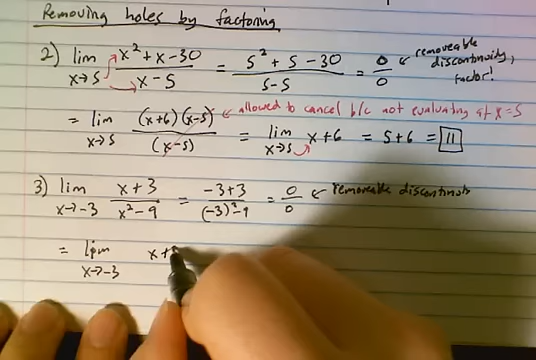 Removing holes by factoring
2) lim x→5 (x²+x-30)/(x-5) = (5²+5-30)/(5-5) = 0/0 ← removeable discontinuity, factor!
= lim x→5 (x+6)(x-5)/(x-5) ← allowed to cancel b/c not evaluating at x=5
= lim x→5 x+6 = 5+6 = 11
3) lim x→-3 (x+3)/(x²-9) = (-3+3)/((-3)²-9) = 0/0 ← removeable discontinuit
= lim x→-3 x+